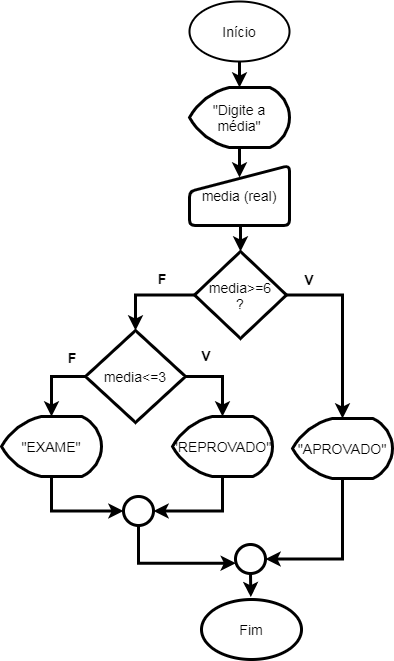 Início
"Digite a
média"
media (real)
media>=6
?
F
V
media<=3
F
V
"EXAME"
"REPROVADO"
"APROVADO"
Fim